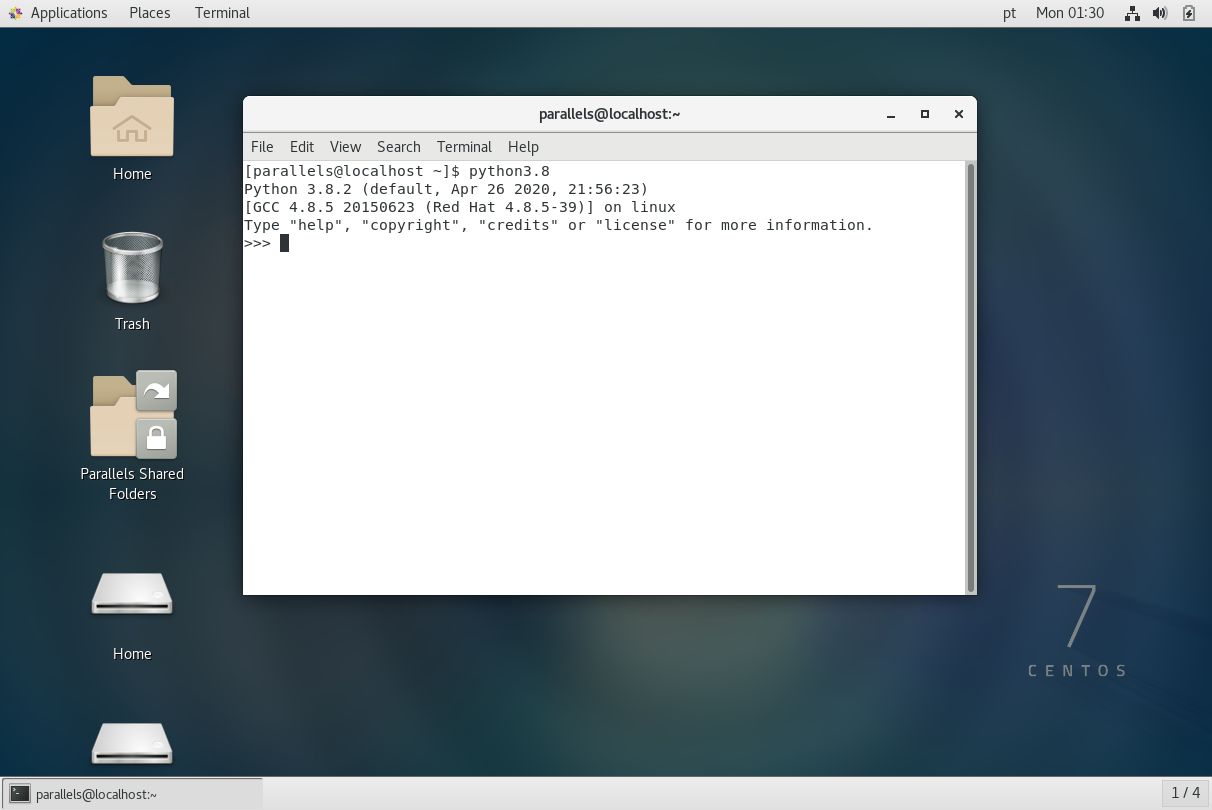 Applications Places Terminal pt Mon 01:30
Home
Trash
Parallels Shared
Folders
Home
parallels@localhost:~
File Edit View Search Terminal Help
[parallels@localhost ~]$ python3.8
Python 3.8.2 (default, Apr 26 2020, 21:56:23)
[GCC 4.8.5 20150623 (Red Hat 4.8.5-39)] on linux
Type "help", "copyright", "credits" or "license" for more information.
>>>
7
CENTOS
parallels@localhost:~ 1 / 4